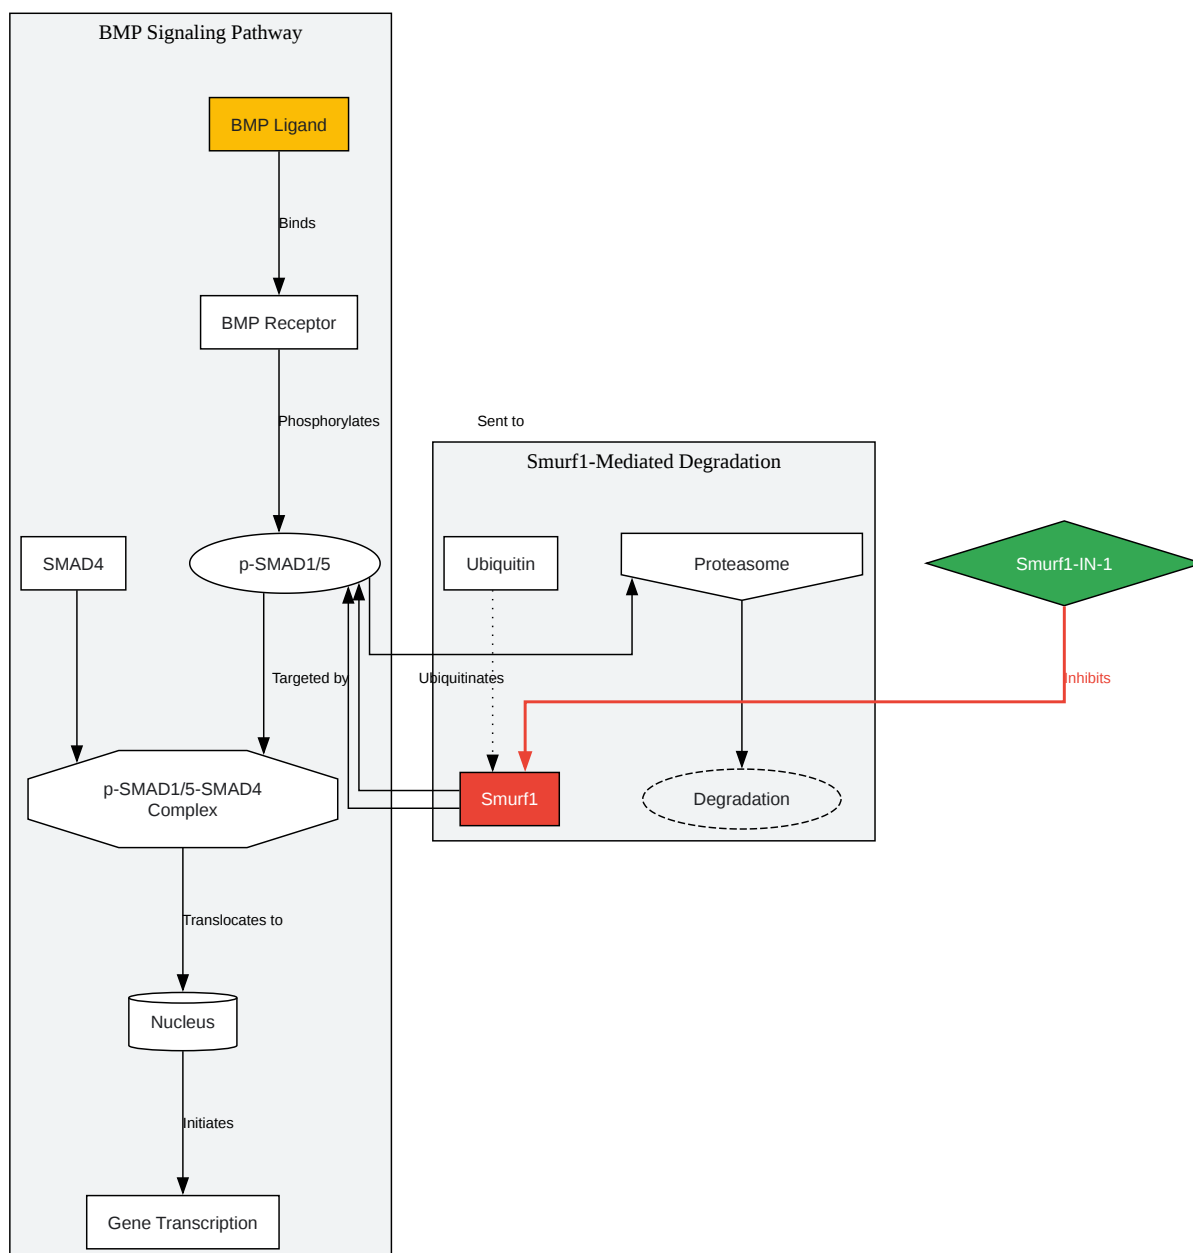 BMP Signaling Pathway
BMP Ligand
Binds
BMP Receptor
Phosphorylates
Sent to
Smurf1-Mediated Degradation
SMAD4
p-SMAD1/5
Ubiquitin
Proteasome
Smurf1-IN-1
Targeted by
Ubiquitinates
Inhibits
p-SMAD1/5-SMAD4
Complex
Smurf1
Degradation
Translocates to
Nucleus
Initiates
Gene Transcription